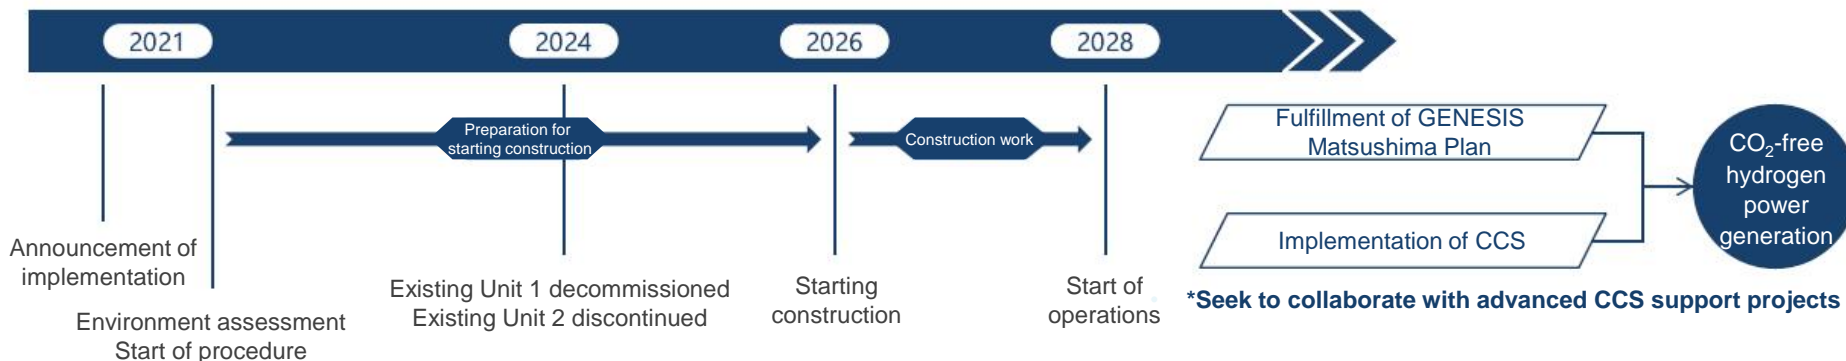 2021
2024
2026
2028
Preparation for
starting construction
Construction work
Announcement of
implementation
Environment assessment
Start of procedure
Existing Unit 1 decommissioned
Existing Unit 2 discontinued
Starting
construction
Start of
operations
Fulfillment of GENESIS
Matsushima Plan
Implementation of CCS
CO₂-free
hydrogen
power
generation
*Seek to collaborate with advanced CCS support projects